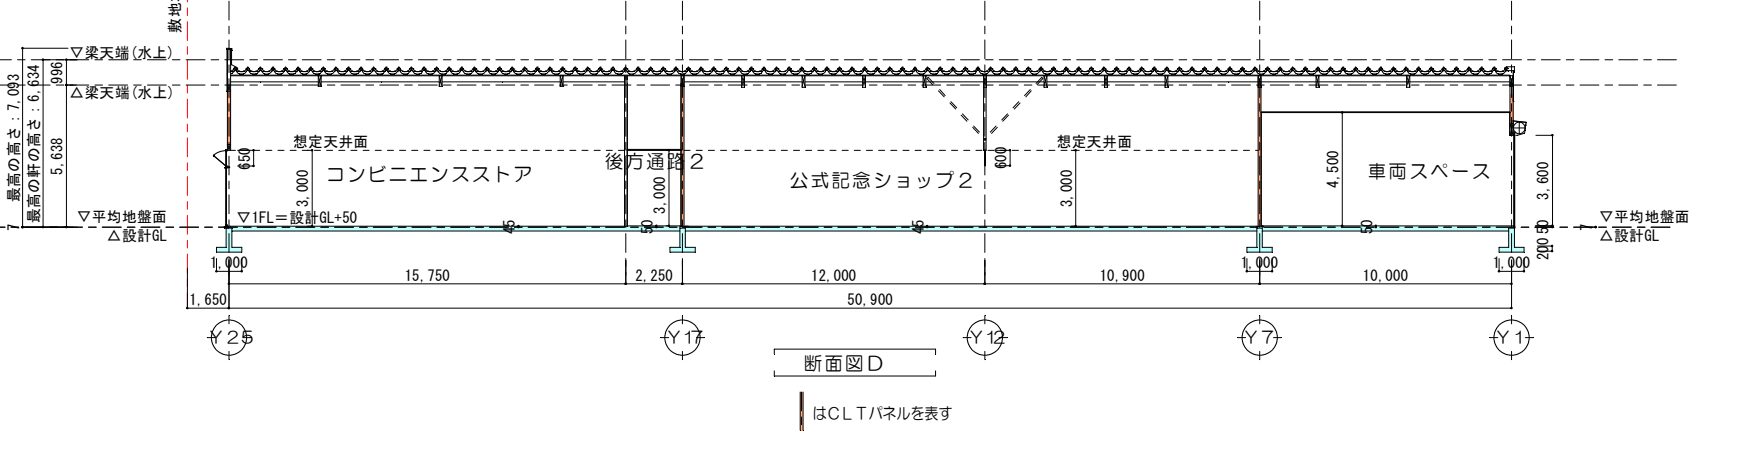 敷地
▽梁天端(水上)
△梁天端(水上)
最高の高さ：7,093
最高の軒の高さ：6,634
996
5,638
7
▽平均地盤面
△設計GL
▽1FL＝設計GL+50
想定天井面
650
3,000
コンビニエンスストア
45
後方通路２
3,000
50
公式記念ショップ２
45
600
想定天井面
3,000
4,500
車両スペース
50
3,600
50
200
7
▽平均地盤面
△設計GL
1,000
1,000
1,000
15,750
2,250
12,000
10,900
10,000
1,650
50,900
Y25
Y17
Y12
Y7
Y1
断面図Ｄ
はＣＬＴパネルを表す